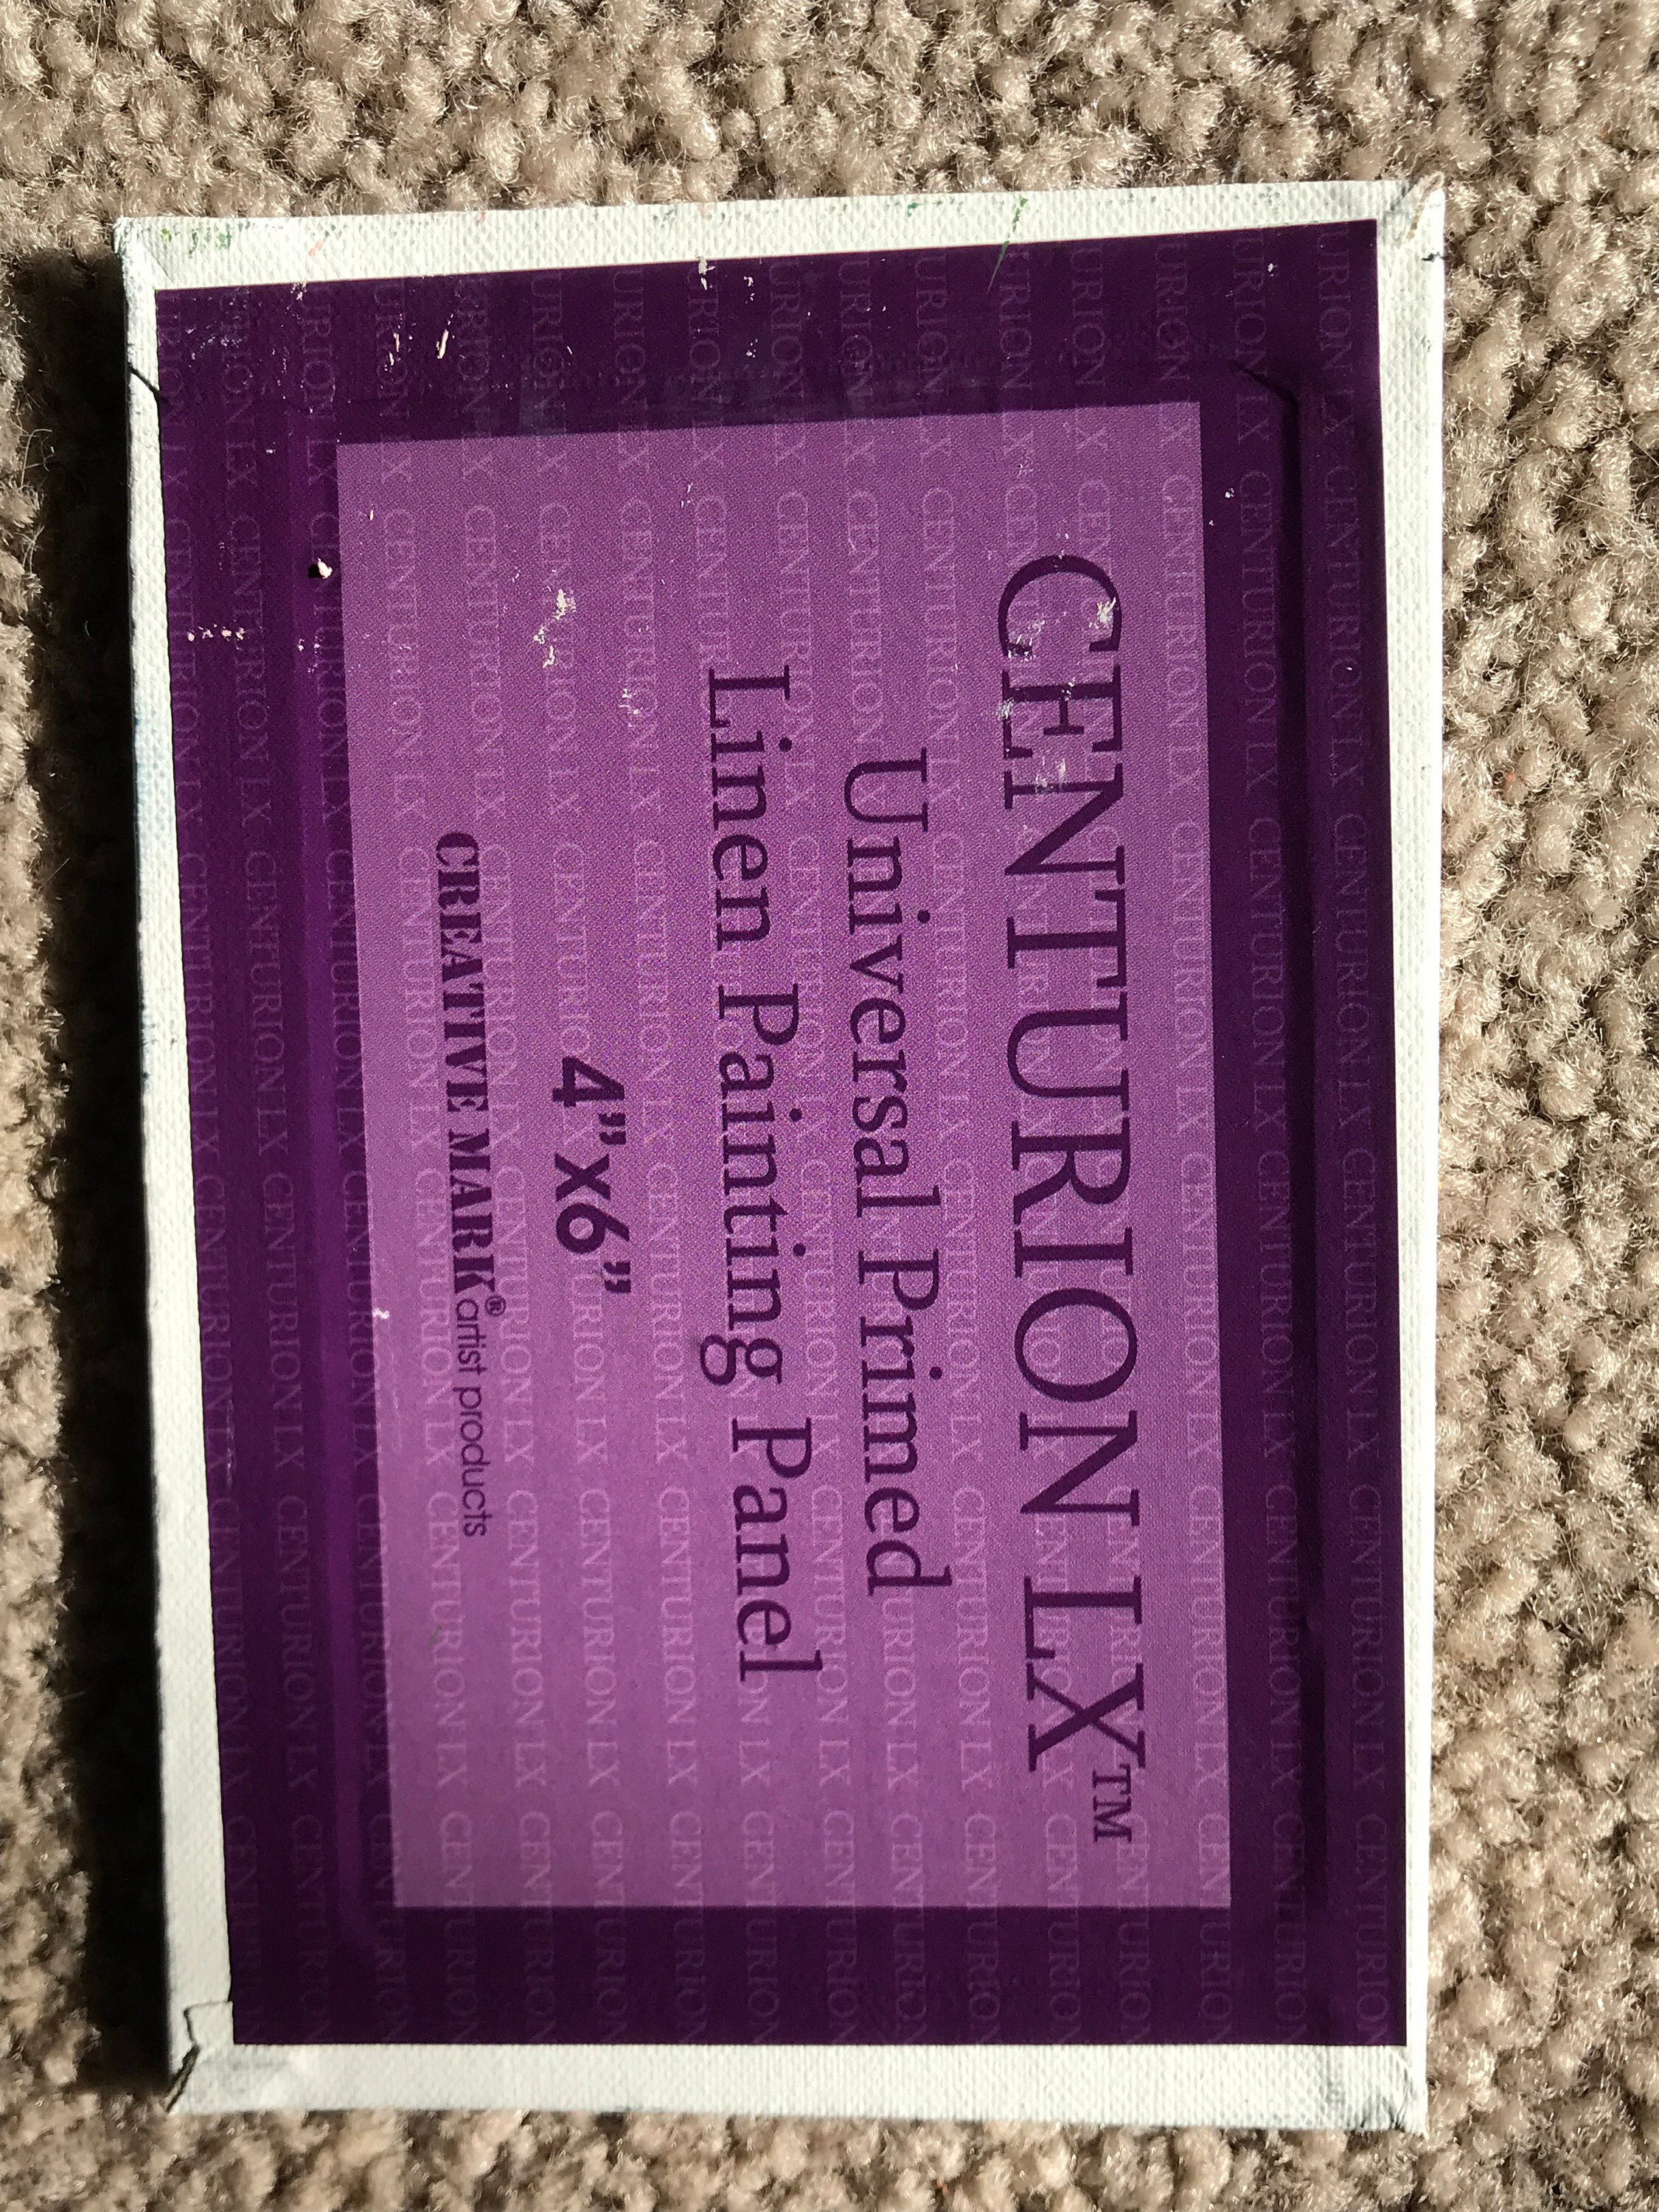 CENTURION LX™
Universal Primed
Linen Painting Panel
4”x6”
CREATIVE MARK® artist products